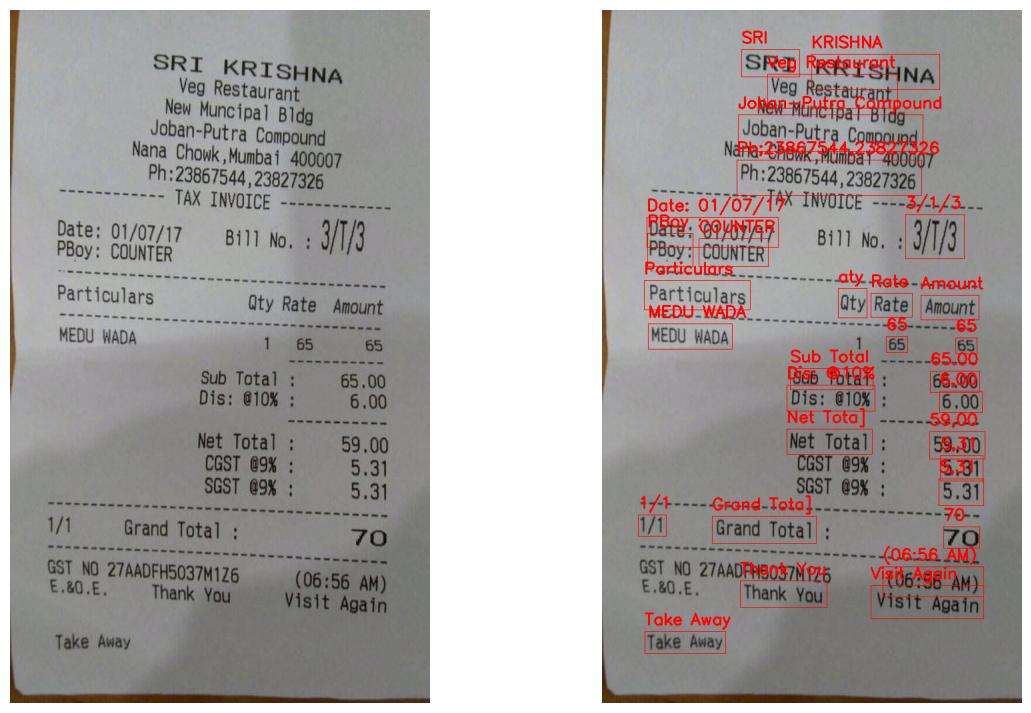 SRI KRISHNA
Veg Restaurant
New Muncipal Bldg
Joban-Putra Compound
Nana Chowk,Mumbai 400007
Ph:23867544,23827326
TAX INVOICE
Date: 01/07/17 Bill No. : 3/T/3
PBoy: COUNTER
Particulars Qty Rate Amount
MEDU WADA 1 65 65
Sub Total : 65.00
Dis: @10% : 6.00
Net Total : 59.00
CGST @9% : 5.31
SGST @9% : 5.31
1/1 Grand Total : 70
GST NO 27AADFH5037M1Z6 (06:56 AM)
E.&O.E. Thank You Visit Again
Take Away
SRI KRISHNA
SRI KRISHNA
Veg Restaurant
Veg Restaurant
New Muncipal Bldg
Joban-Putra Compound
Joban-Putra Compound
Nana Chowk,Mumbai 400007
Ph:23867544,23827326
Ph:23867544,23827326
TAX INVOICE
Date: 01/07/17 3/1/3
Date: 01/07/17 Bill No. : 3/T/3
PBoy: COUNTER
PBoy: COUNTER
Particulars aty Rate Amount
Particulars Qty Rate Amount
MEDU WADA 65 65
MEDU WADA 1 65 65
Sub Total 65.00
Sub Total : 65.00
Dis: @10% 6.00
Dis: @10% : 6.00
Net Tota] 59,00
Net Total : 59.00
5.31
CGST @9% : 5.31
5.31
SGST @9% : 5.31
1/1 Grand Tota] 70
1/1 Grand Total : 70
(06:56 AM)
GST NO 27AADFH5037M1Z6 (06:56 AM)
Thank You Visit Again
E.&O.E. Thank You Visit Again
Take Away
Take Away